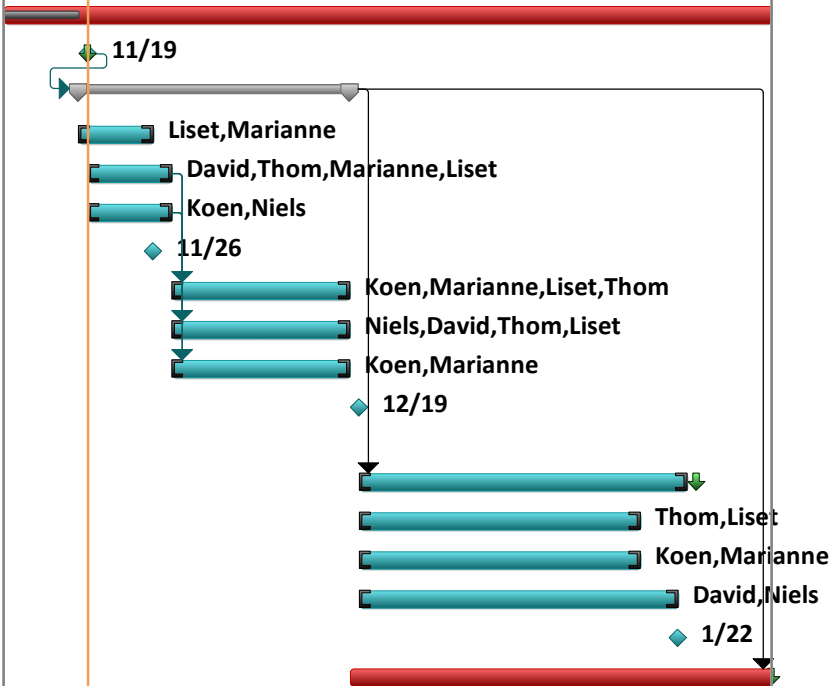 11/19
Liset,Marianne
David,Thom,Marianne,Liset
Koen,Niels
11/26
Koen,Marianne,Liset,Thom
Niels,David,Thom,Liset
Koen,Marianne
12/19
Thom,Liset
Koen,Marianne
David,Niels
1/22